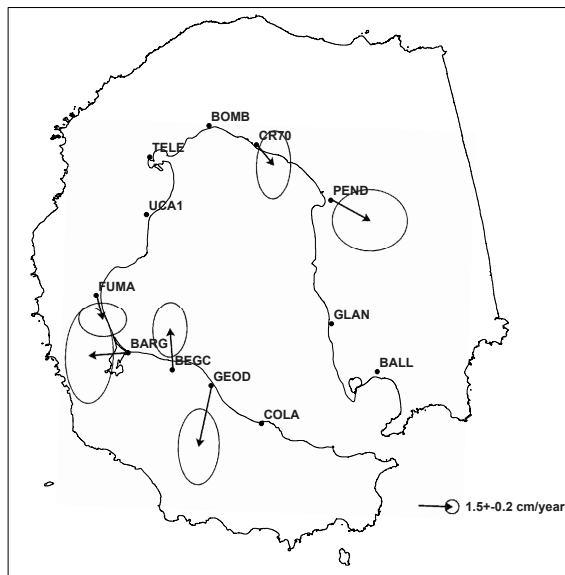 BOMB
CR70
TELE
PEND
UCA1
FUMA
GLAN
BARG
BEGC
GEOD
BALL
COLA
1.5+-0.2 cm/year